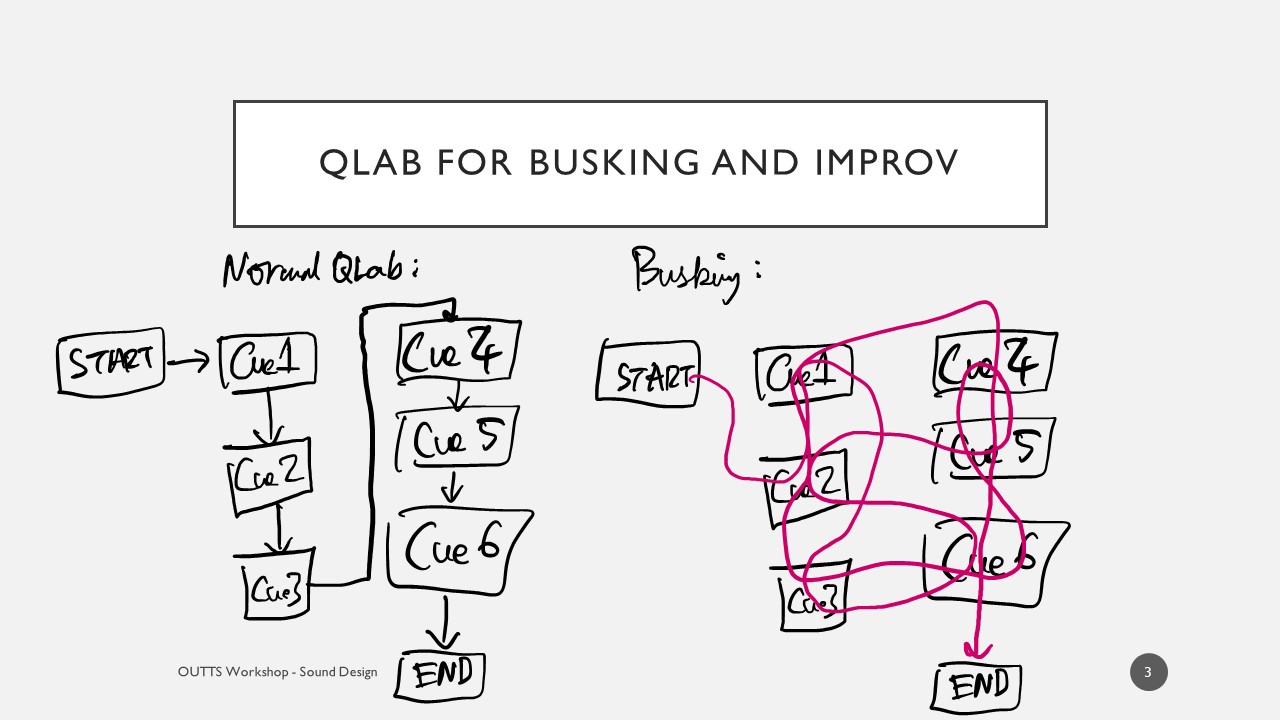 QLAB FOR BUSKING AND IMPROV
Normal QLab:
START
Cue 1
Cue 2
Cue 3
Cue 4
Cue 5
Cue 6
END
Busking:
START
Cue 1
Cue 2
Cue 3
Cue 4
Cue 5
Cue 6
END
OUTTS Workshop - Sound Design
3